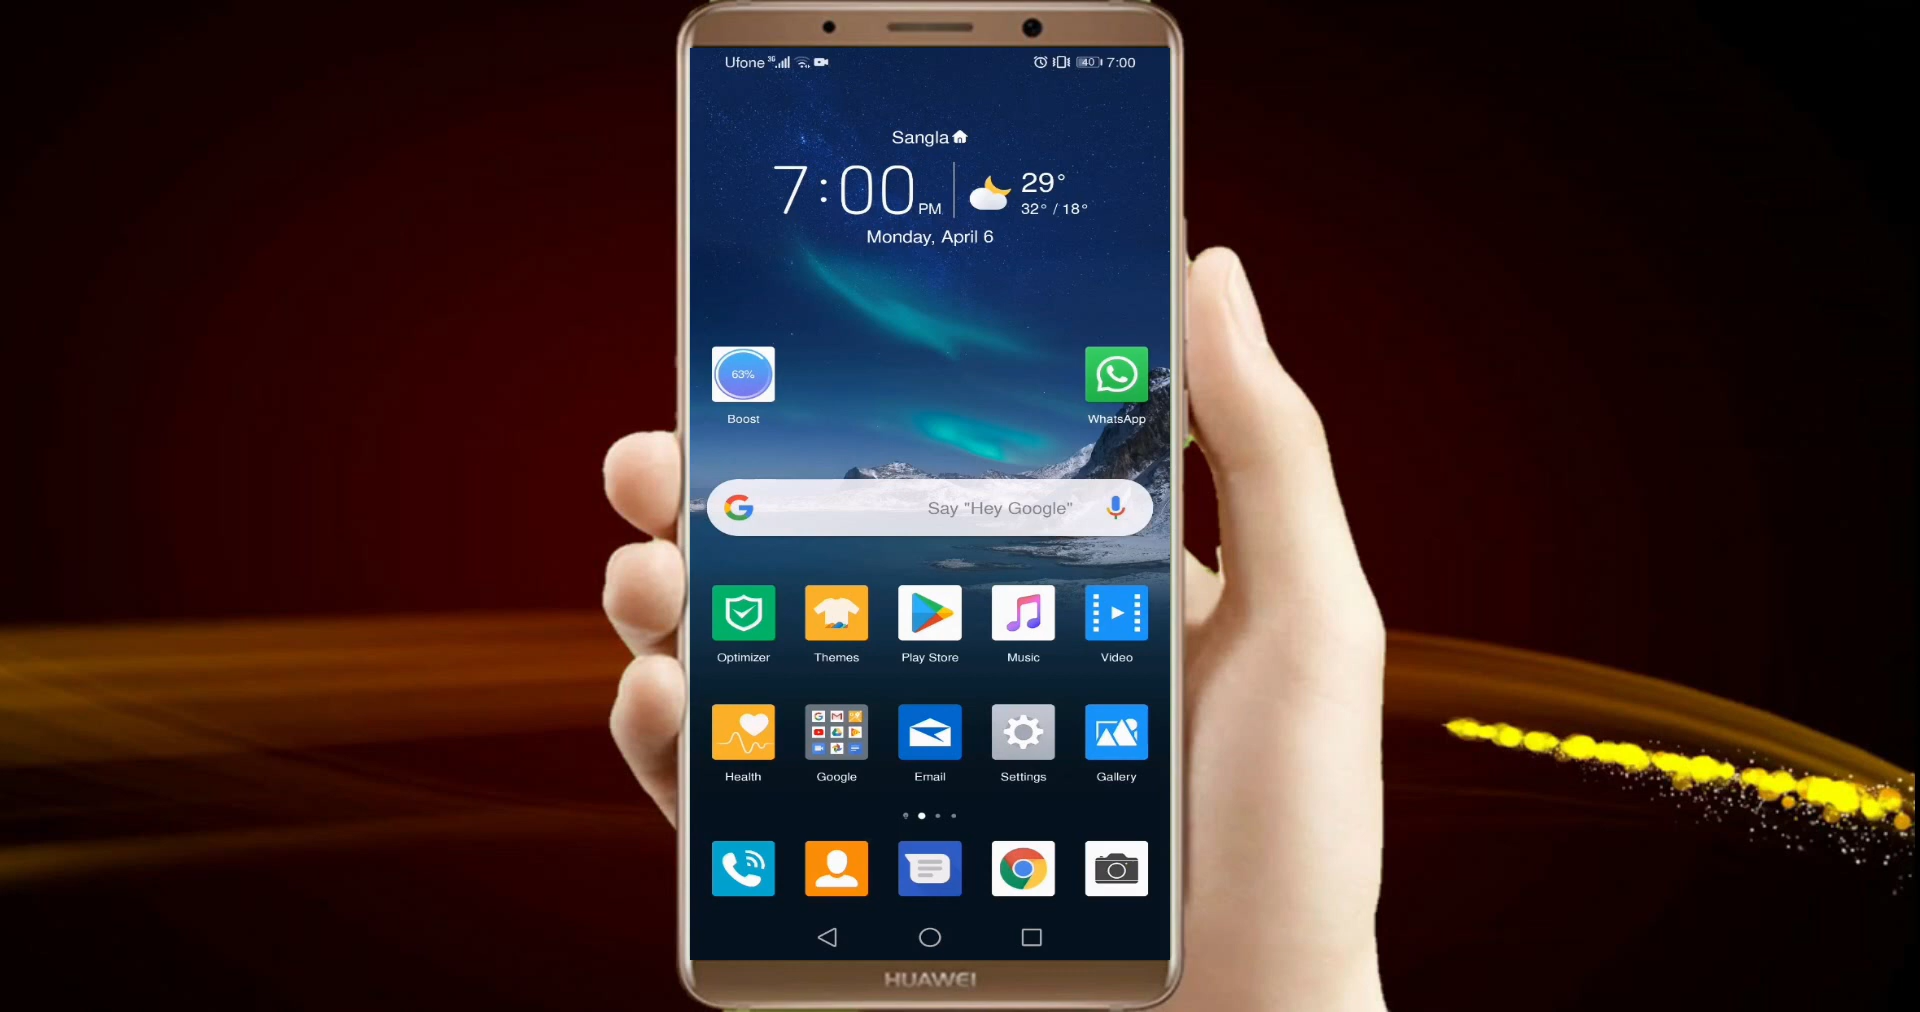 Ufone 3G 40 7:00
Sangla
7:00 PM 29°
32° / 18°
Monday, April 6
63%
Boost WhatsApp
Say "Hey Google"
Optimizer Themes Play Store Music Video
Health Google Email Settings Gallery
HUAWEI